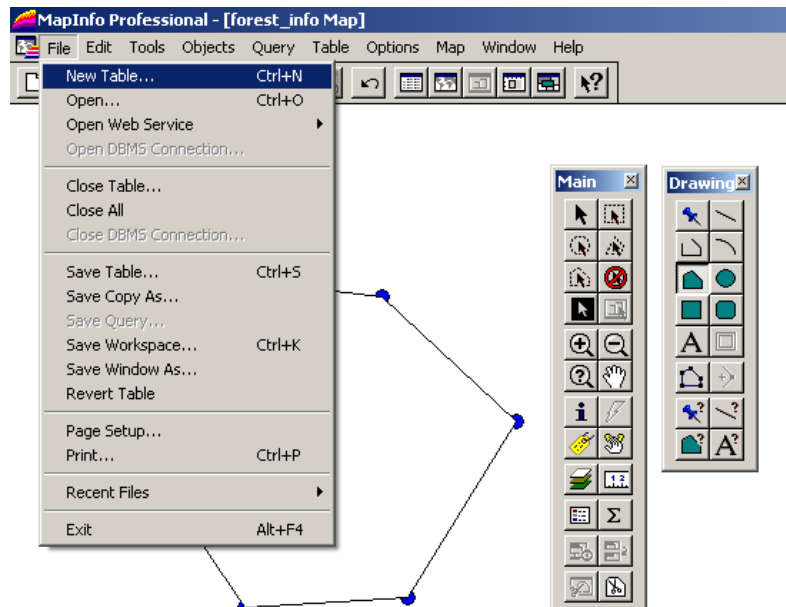 MapInfo Professional - [forest_info Map]
File Edit Tools Objects Query Table Options Map Window Help
New Table... Ctrl+N
Open... Ctrl+O
Open Web Service
Open DBMS Connection...
Close Table...
Close All
Close DBMS Connection...
Save Table... Ctrl+S
Save Copy As...
Save Query...
Save Workspace... Ctrl+K
Save Window As...
Revert Table
Page Setup...
Print... Ctrl+P
Recent Files
Exit Alt+F4
Main
Drawing